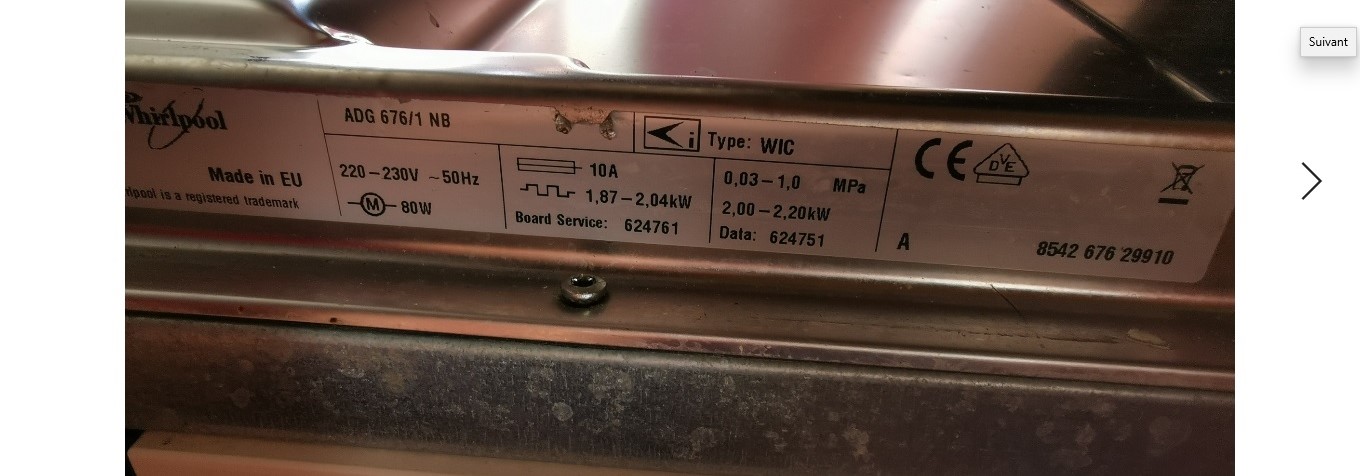 Suivant
Whirlpool
Made in EU
is a registered trademark
ADG 676/1 NB
220-230V ~50Hz
M 80W
10A
1,87-2,04kW
Board Service: 624761
i Type: WIC
0,03-1,0 MPa
2,00-2,20kW
Data: 624751
CE DVE
A 8542 676 29910